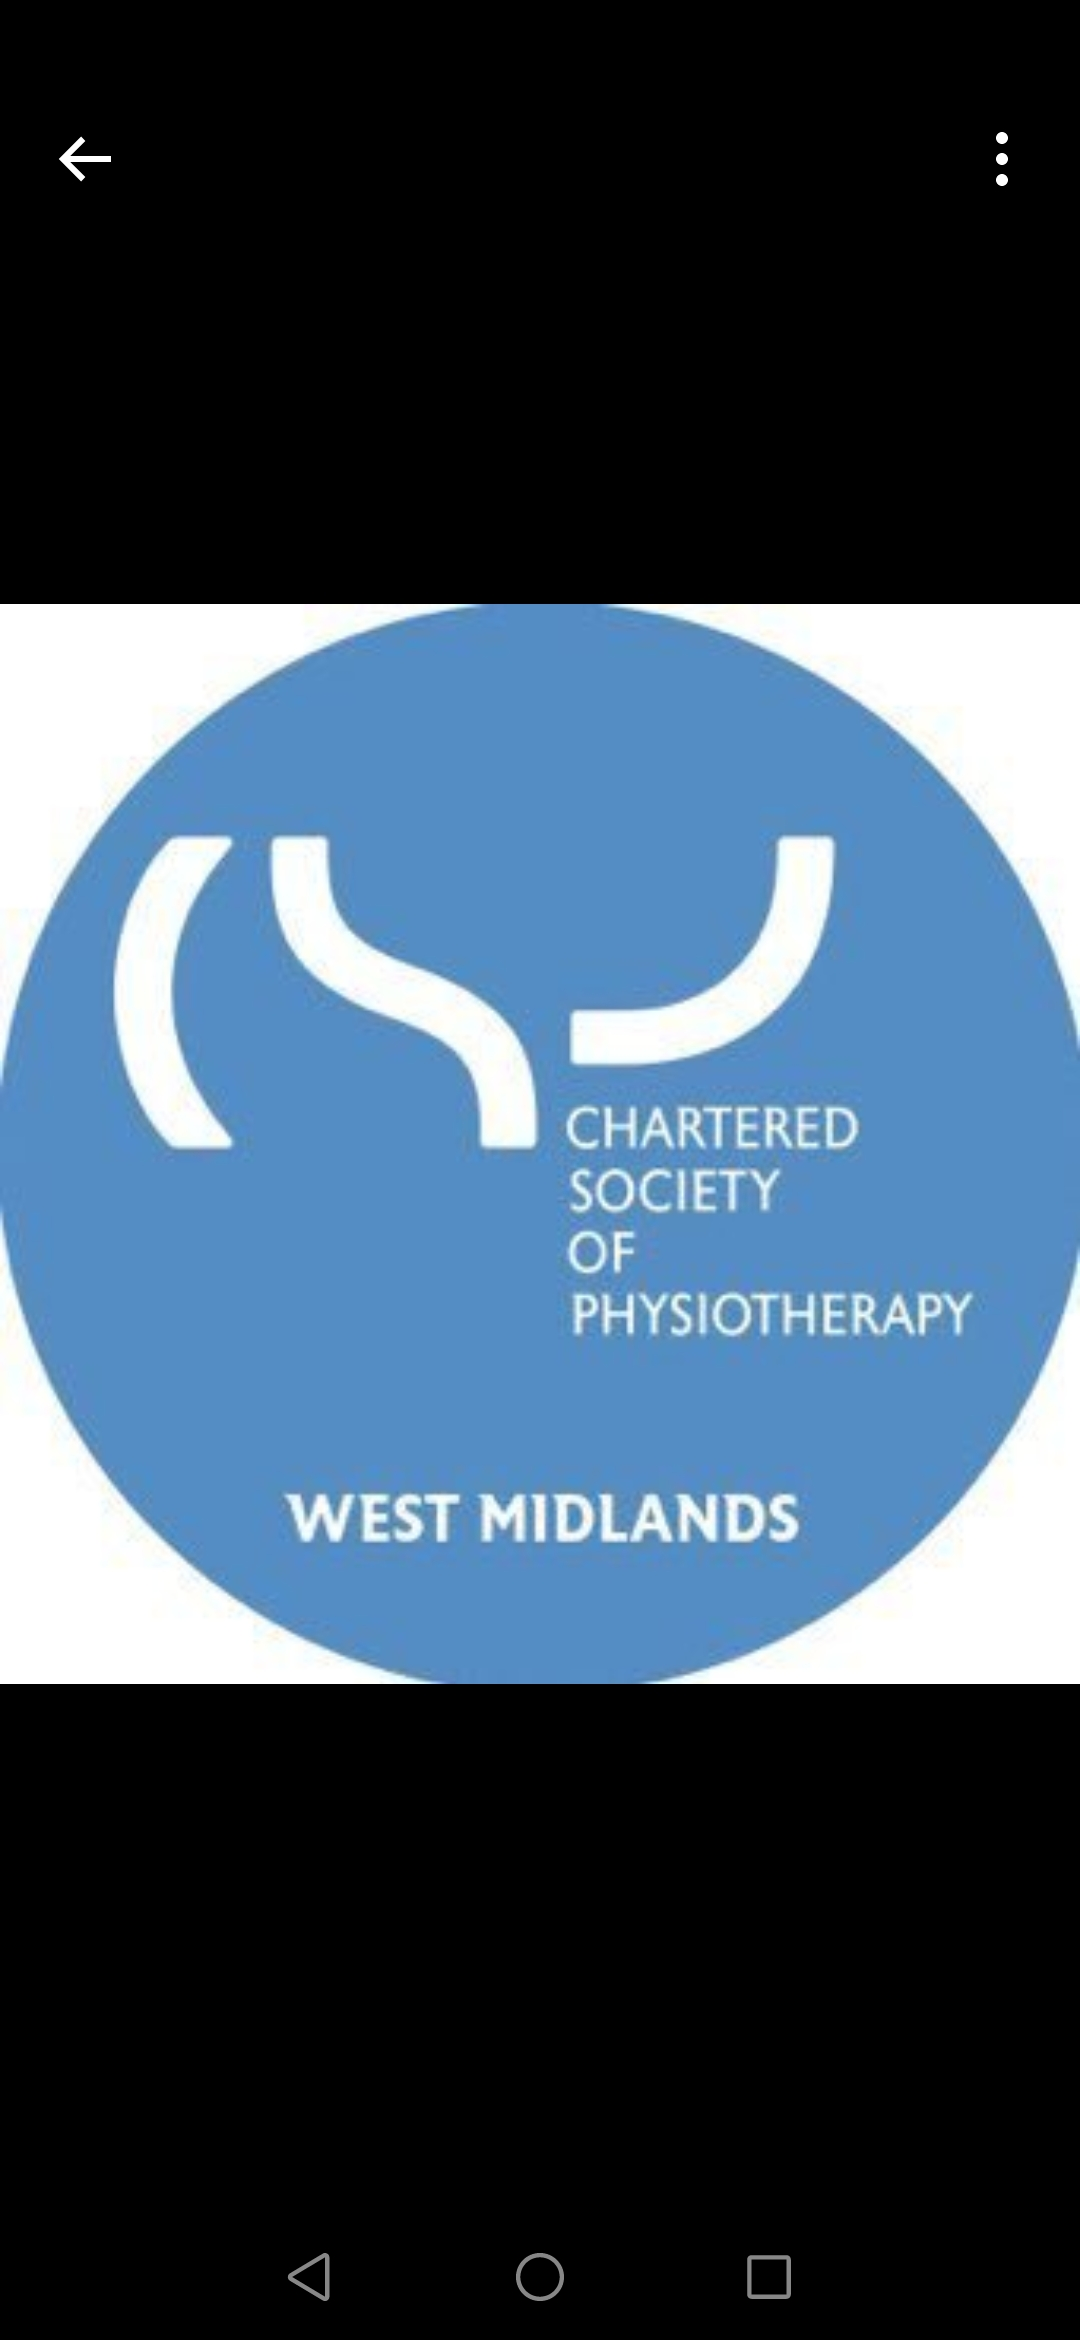 CHARTERED
SOCIETY
OF
PHYSIOTHERAPY
WEST MIDLANDS